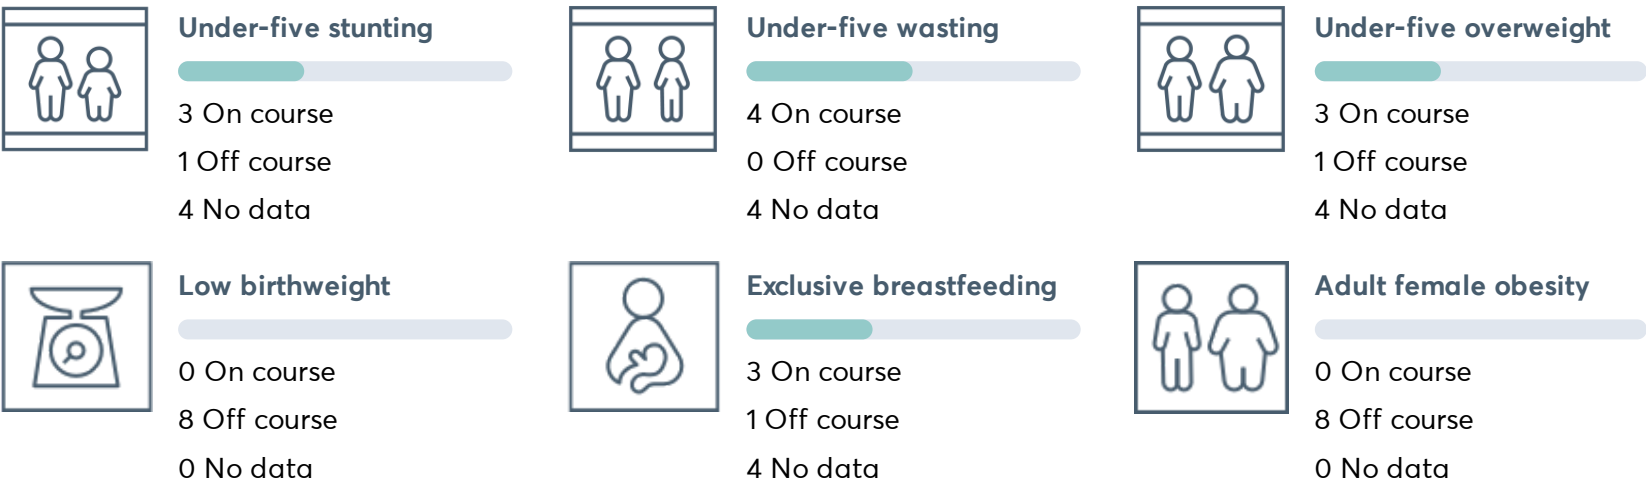 Under-five stunting
3 On course
1 Off course
4 No data
Under-five wasting
4 On course
0 Off course
4 No data
Under-five overweight
3 On course
1 Off course
4 No data
Low birthweight
0 On course
8 Off course
0 No data
Exclusive breastfeeding
3 On course
1 Off course
4 No data
Adult female obesity
0 On course
8 Off course
0 No data